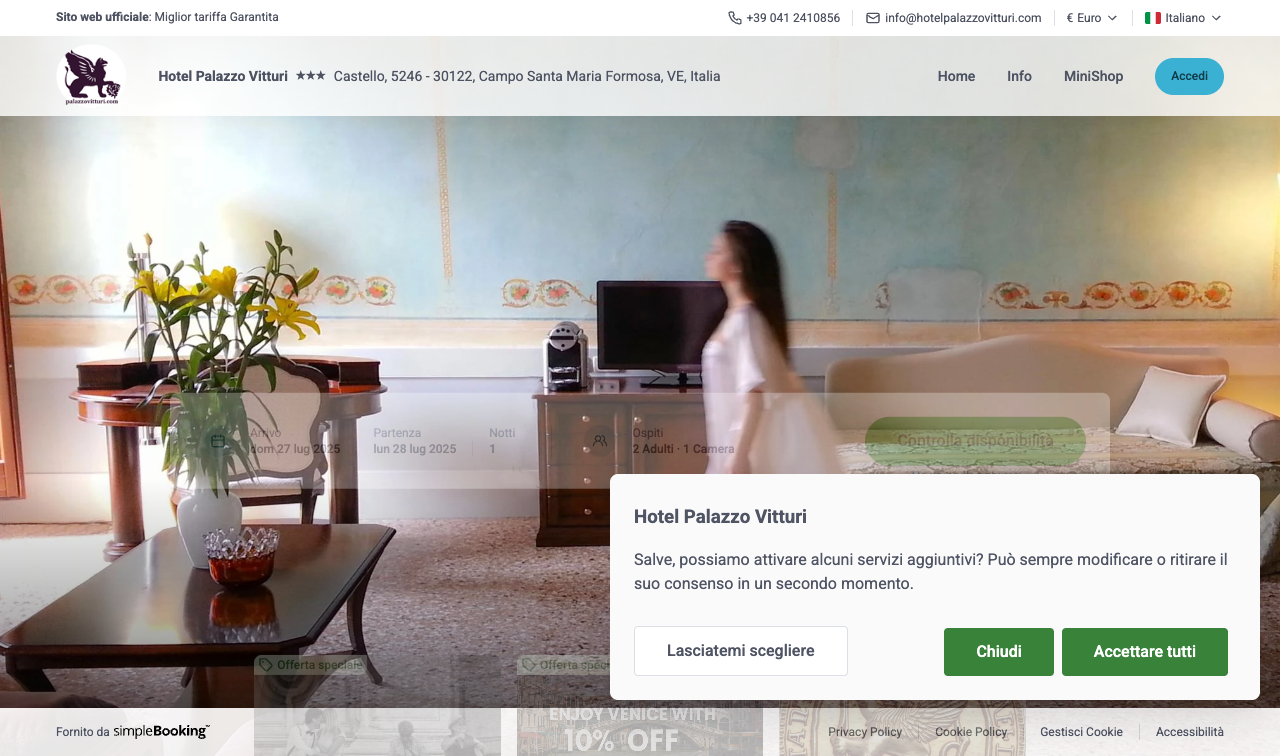 Sito web ufficiale: Miglior tariffa Garantita
+39 041 2410856
info@hotelpalazzovitturi.com
€ Euro
Italiano
palazzovitturi.com
Hotel Palazzo Vitturi ★★★ Castello, 5246 - 30122, Campo Santa Maria Formosa, VE, Italia
Home
Info
MiniShop
Accedi
Arrivo
dom 27 lug 2025
Partenza
lun 28 lug 2025
Notti
1
Ospiti
2 Adulti · 1 Camera
Controlla disponibilità
Hotel Palazzo Vitturi
Salve, possiamo attivare alcuni servizi aggiuntivi? Può sempre modificare o ritirare il
suo consenso in un secondo momento.
Lasciatemi scegliere
Chiudi
Accettare tutti
Offerta speciale
Offerta
ENJOY VENICE WITH
10% OFF
Fornito da simpleBooking™
Privacy Policy
Cookie Policy
Gestisci Cookie
Accessibilità